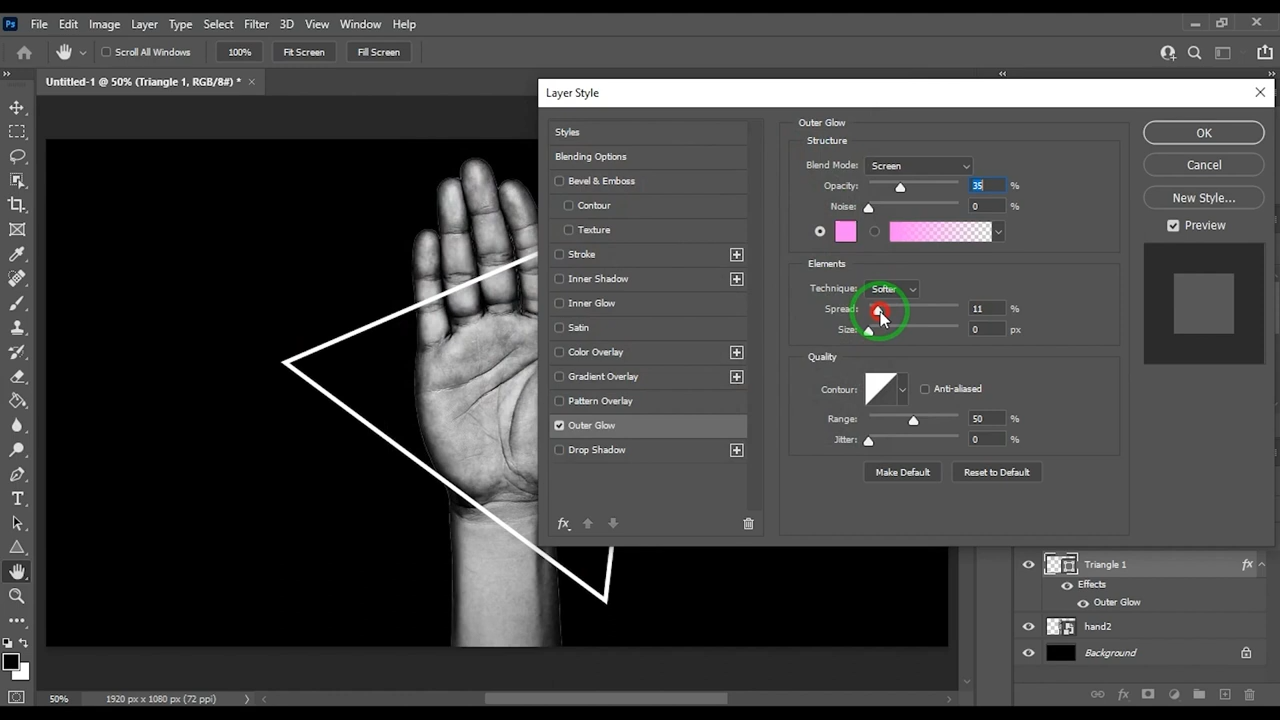 Ps File Edit Image Layer Type Select Filter 3D View Window Help
Scroll All Windows 100% Fit Screen Fill Screen
Untitled-1 @ 50% (Triangle 1, RGB/8#) *
Layer Style
Styles
Blending Options
Bevel & Emboss
Contour
Texture
Stroke
Inner Shadow
Inner Glow
Satin
Color Overlay
Gradient Overlay
Pattern Overlay
Outer Glow
Drop Shadow
fx
Outer Glow
Structure
Blend Mode: Screen
Opacity: 35 %
Noise: 0 %
Elements
Technique: Softer
Spread: 11 %
Size: 0 px
Quality
Contour: Anti-aliased
Range: 50 %
Jitter: 0 %
Make Default Reset to Default
OK
Cancel
New Style...
Preview
Triangle 1 fx
Effects
Outer Glow
hand2
Background
fx
50% 1920 px x 1080 px (72 ppi)